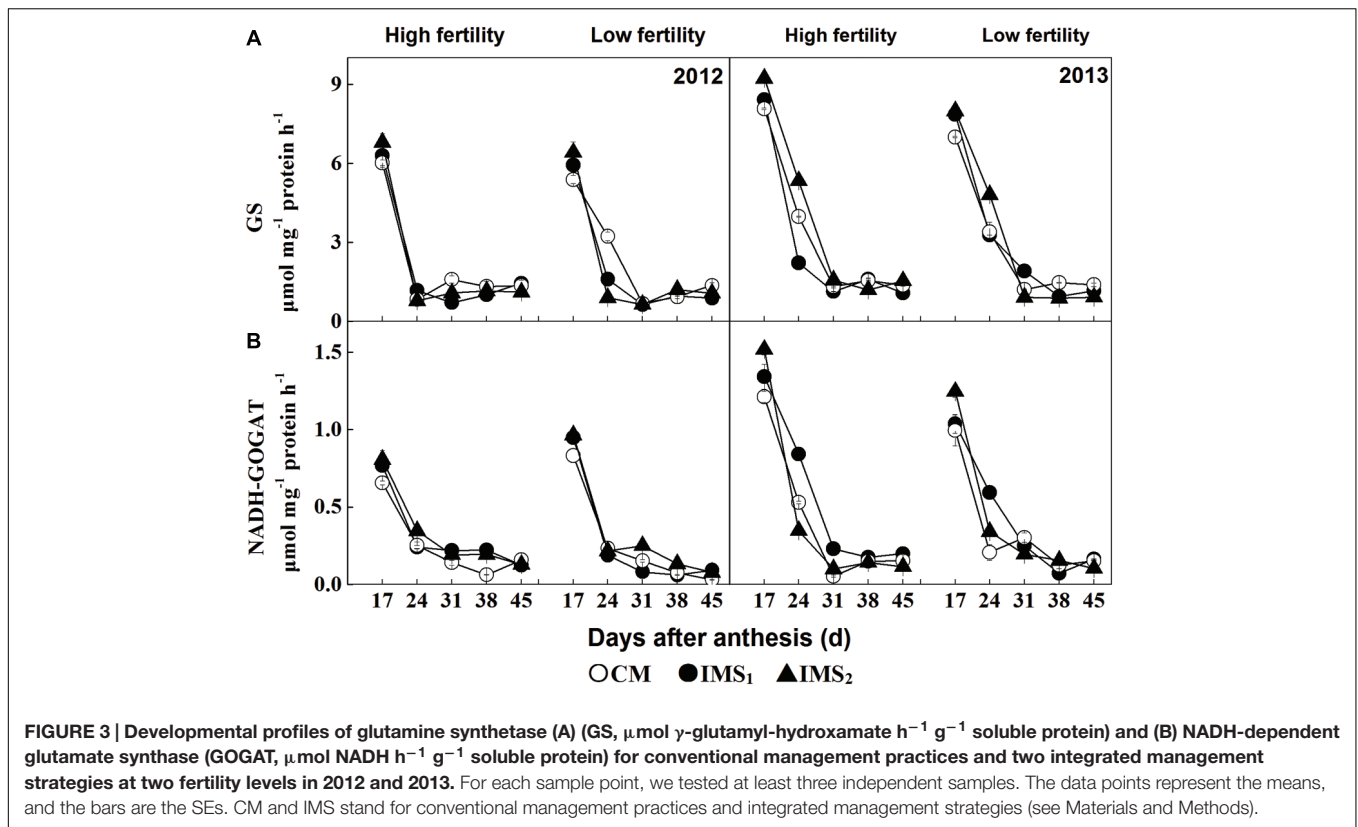 A
High fertility Low fertility High fertility Low fertility
2012 2013
9
6
3
0
GS
µmol mg⁻¹ protein h⁻¹
B
1.5
1.0
0.5
0.0
NADH-GOGAT
µmol mg⁻¹ protein h⁻¹
17 24 31 38 45 17 24 31 38 45 17 24 31 38 45 17 24 31 38 45
Days after anthesis (d)
CM IMS₁ IMS₂
FIGURE 3 | Developmental profiles of glutamine synthetase (A) (GS, µmol γ-glutamyl-hydroxamate h⁻¹ g⁻¹ soluble protein) and (B) NADH-dependent
glutamate synthase (GOGAT, µmol NADH h⁻¹ g⁻¹ soluble protein) for conventional management practices and two integrated management
strategies at two fertility levels in 2012 and 2013. For each sample point, we tested at least three independent samples. The data points represent the means,
and the bars are the SEs. CM and IMS stand for conventional management practices and integrated management strategies (see Materials and Methods).